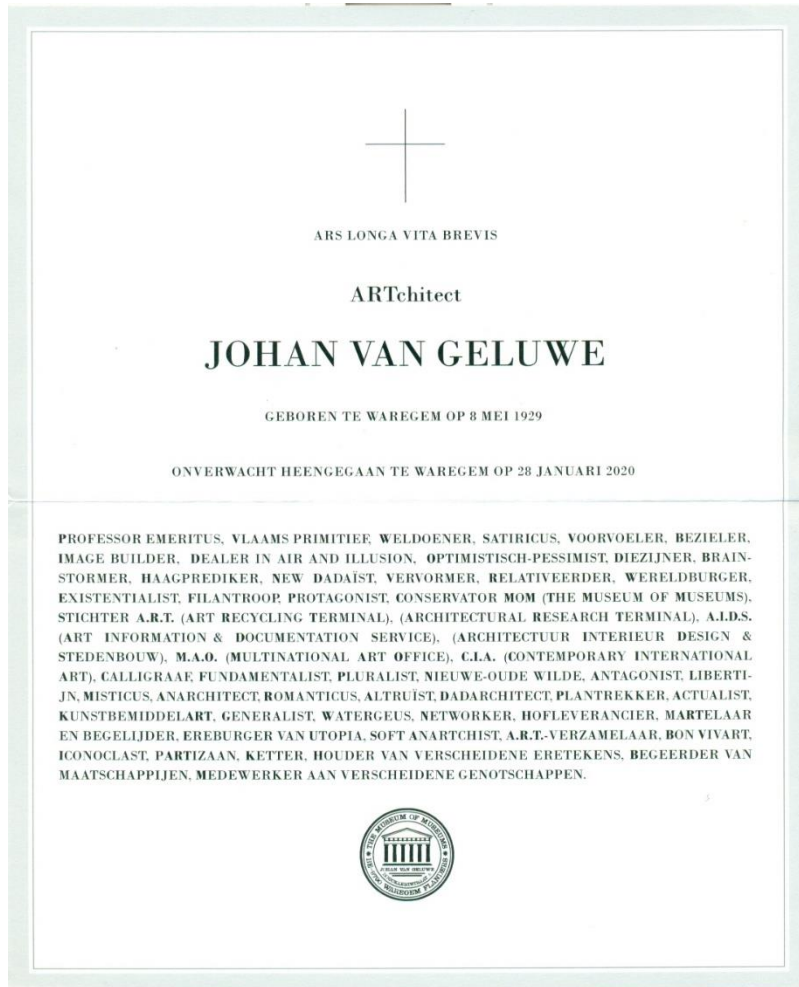 ARS LONGA VITA BREVIS
ARTchitect
JOHAN VAN GELUWE
GEBOREN TE WAREGEM OP 8 MEI 1929
ONVERWACHT HEENGEGAAN TE WAREGEM OP 28 JANUARI 2020
PROFESSOR EMERITUS, VLAAMS PRIMITIEF, WELDOENER, SATIRICUS, VOORVOELER, BEZIELER,
IMAGE BUILDER, DEALER IN AIR AND ILLUSION, OPTIMISTISCH-PESSIMIST, DIEZIJNER, BRAIN-
STORMER, HAAGPREDIKER, NEW DADAÏST, VERVORMER, RELATIVEERDER, WERELDBURGER,
EXISTENTIALIST, FILANTROOP, PROTAGONIST, CONSERVATOR MOM (THE MUSEUM OF MUSEUMS),
STICHTER A.R.T. (ART RECYCLING TERMINAL), (ARCHITECTURAL RESEARCH TERMINAL), A.I.D.S.
(ART INFORMATION & DOCUMENTATION SERVICE), (ARCHITECTUUR INTERIEUR DESIGN &
STEDENBOUW), M.A.O. (MULTINATIONAL ART OFFICE), C.I.A. (CONTEMPORARY INTERNATIONAL
ART), CALLIGRAAF, FUNDAMENTALIST, PLURALIST, NIEUWE-OUDE WILDE, ANTAGONIST, LIBERTI-
JN, MISTICUS, ANARCHITECT, ROMANTICUS, ALTRUÏST, DADARCHITECT, PLANTREKKER, ACTUALIST,
KUNSTBEMIDDELART, GENERALIST, WATERGEUS, NETWORKER, HOFLEVERANCIER, MARTELAAR
EN BEGELIJDER, EREBURGER VAN UTOPIA, SOFT ANARTCHIST, A.R.T.-VERZAMELAAR, BON VIVART,
ICONOCLAST, PARTIZAAN, KETTER, HOUDER VAN VERSCHEIDENE ERETEKENS, BEGEERDER VAN
MAATSCHAPPIJEN, MEDEWERKER AAN VERSCHEIDENE GENOTSCHAPPEN.
THE MUSEUM OF MUSEUMS
JOHAN VAN GELUWE
WAREGEM FLANDERS